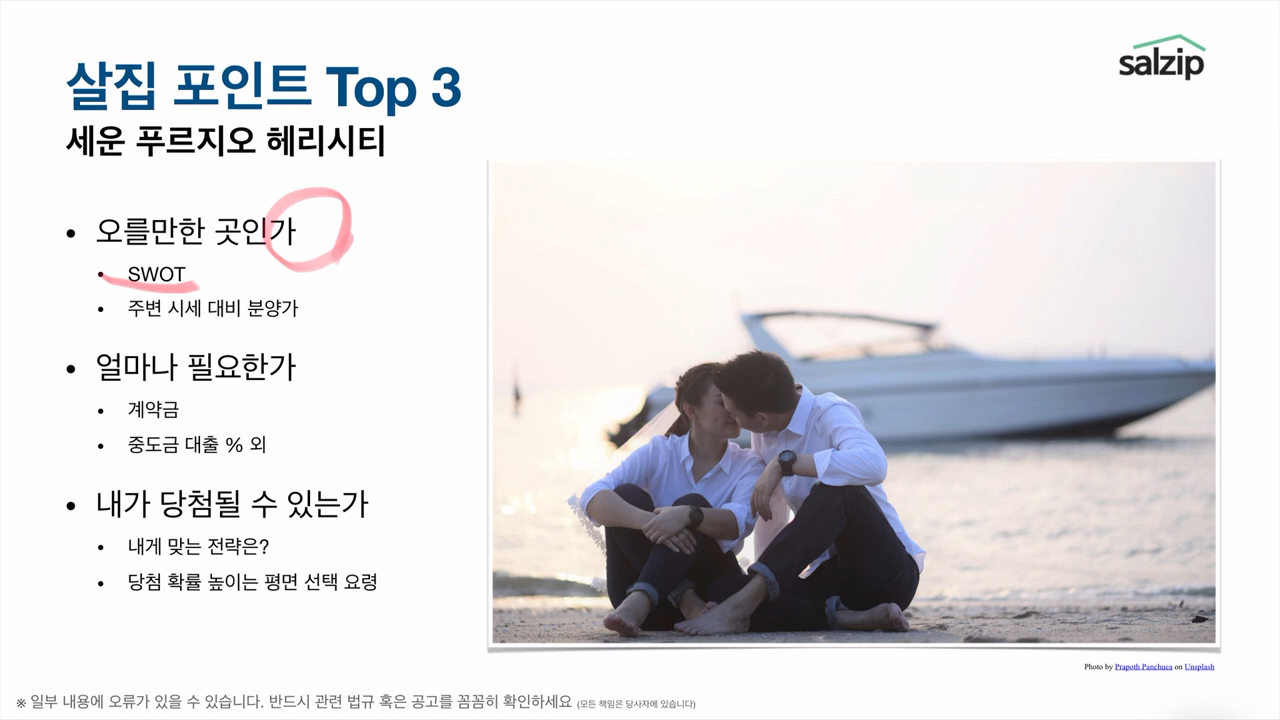 salzip
살집 포인트 Top 3
세운 푸르지오 헤리시티
• 오를만한 곳인가
• SWOT
• 주변 시세 대비 분양가
• 얼마나 필요한가
• 계약금
• 중도금 대출 % 외
• 내가 당첨될 수 있는가
• 내게 맞는 전략은?
• 당첨 확률 높이는 평면 선택 요령
Photo by Prapoth Panchuea on Unsplash
※ 일부 내용에 오류가 있을 수 있습니다. 반드시 관련 법규 혹은 공고를 꼼꼼히 확인하세요 (모든 책임은 당사자에 있습니다)